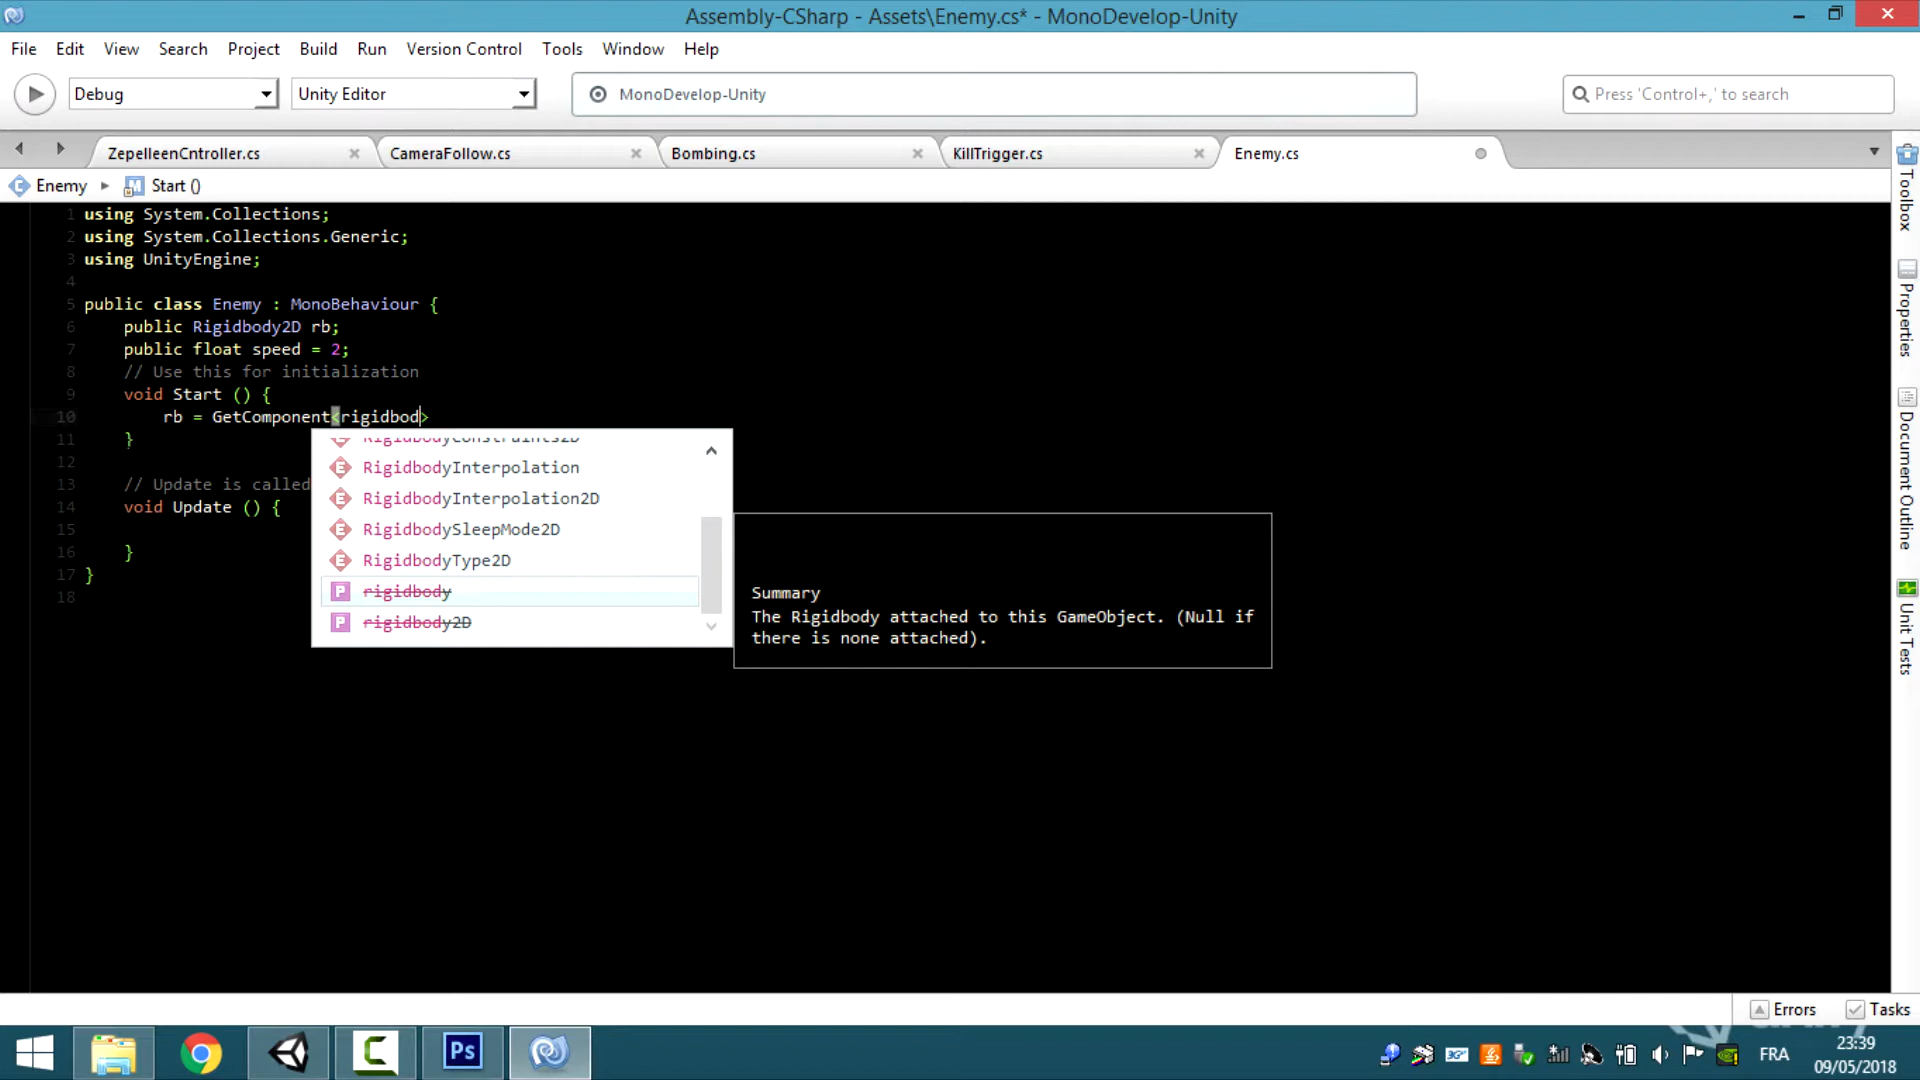 Assembly-CSharp - Assets\Enemy.cs* - MonoDevelop-Unity
File Edit View Search Project Build Run Version Control Tools Window Help
Debug Unity Editor MonoDevelop-Unity Press 'Control+,' to search
ZepelleenCntroller.cs CameraFollow.cs Bombing.cs KillTrigger.cs Enemy.cs
Enemy Start ()
1 using System.Collections;
2 using System.Collections.Generic;
3 using UnityEngine;
4
5 public class Enemy : MonoBehaviour {
6 public Rigidbody2D rb;
7 public float speed = 2;
8 // Use this for initialization
9 void Start () {
10 rb = GetComponent<rigidbod>
11 }
12
13 // Update is called
14 void Update () {
15
16 }
17 }
18
RigidbodyConstraints2D
RigidbodyInterpolation
RigidbodyInterpolation2D
RigidbodySleepMode2D
RigidbodyType2D
P rigidbody
P rigidbody2D
Summary
The Rigidbody attached to this GameObject. (Null if
there is none attached).
Toolbox
Properties
Document Outline
Unit Tests
Errors Tasks
Ps
3G
FRA
23:39
09/05/2018